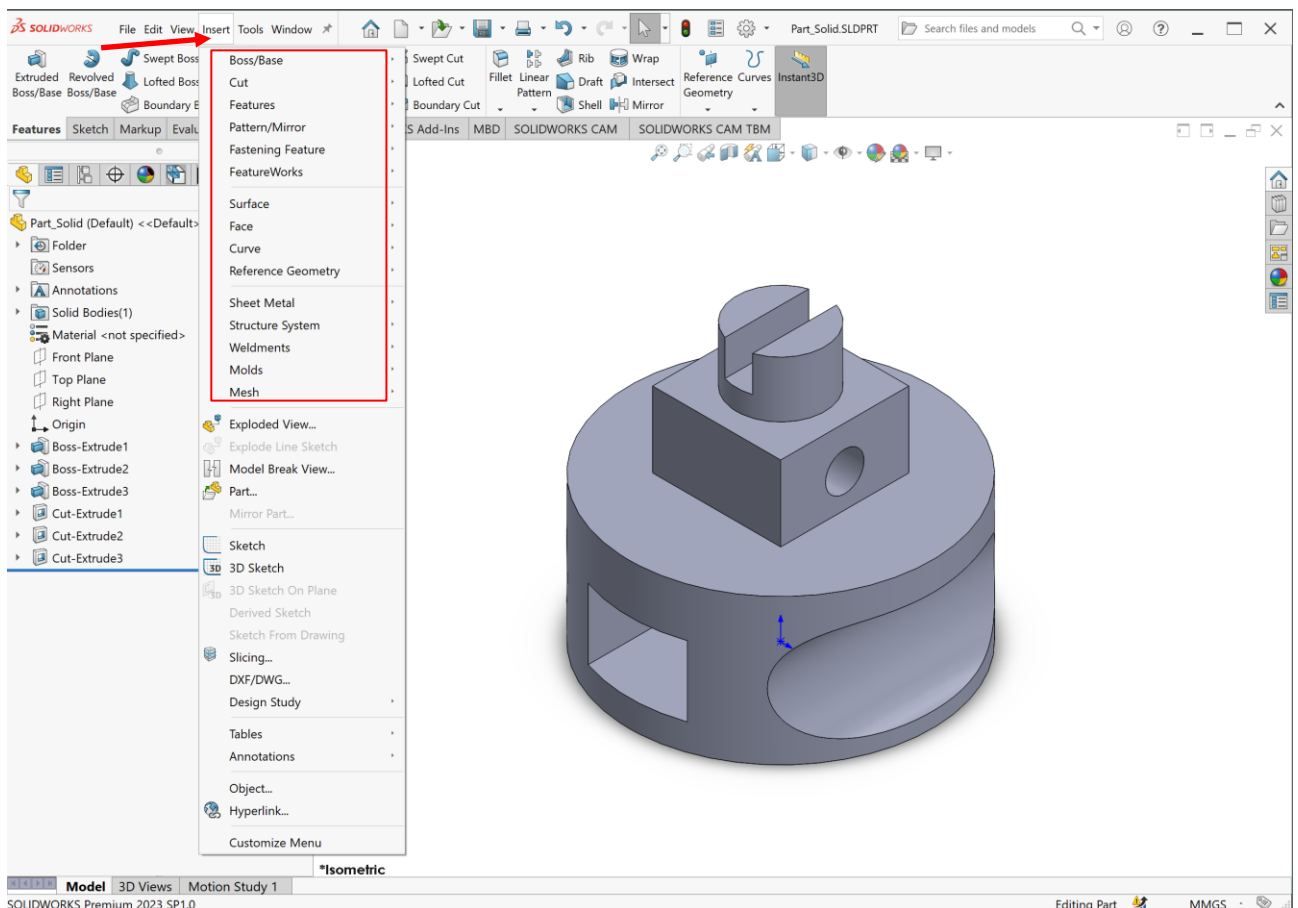 SOLIDWORKS File Edit View Insert Tools Window Part_Solid.SLDPRT Search files and models
Extruded Boss/Base
Revolved Boss/Base
Swept Boss
Lofted Boss
Boundary B
Swept Cut
Lofted Cut
Boundary Cut
Fillet
Linear Pattern
Rib
Draft
Shell
Wrap
Intersect
Mirror
Reference Geometry
Curves
Instant3D
Features Sketch Markup Evalu S Add-Ins MBD SOLIDWORKS CAM SOLIDWORKS CAM TBM
Part_Solid (Default) <<Default>
Folder
Sensors
Annotations
Solid Bodies(1)
Material <not specified>
Front Plane
Top Plane
Right Plane
Origin
Boss-Extrude1
Boss-Extrude2
Boss-Extrude3
Cut-Extrude1
Cut-Extrude2
Cut-Extrude3
Boss/Base
Cut
Features
Pattern/Mirror
Fastening Feature
FeatureWorks
Surface
Face
Curve
Reference Geometry
Sheet Metal
Structure System
Weldments
Molds
Mesh
Exploded View...
Explode Line Sketch
Model Break View...
Part...
Mirror Part...
Sketch
3D Sketch
3D Sketch On Plane
Derived Sketch
Sketch From Drawing
Slicing...
DXF/DWG...
Design Study
Tables
Annotations
Object...
Hyperlink...
Customize Menu
*Isometric
Model 3D Views Motion Study 1
SOLIDWORKS Premium 2023 SP1.0 Editing Part MMGS